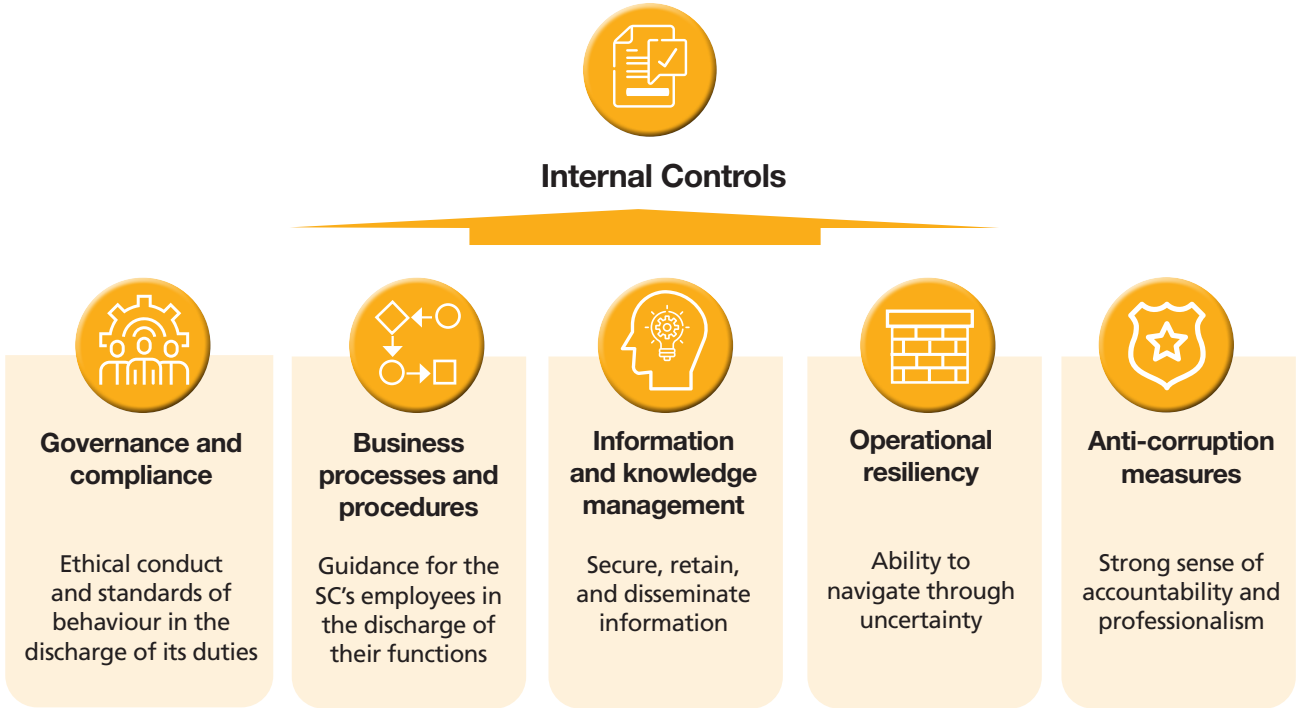 Internal Controls
Governance and
compliance
Ethical conduct
and standards of
behaviour in the
discharge of its duties
Business
processes and
procedures
Guidance for the
SC's employees in
the discharge of
their functions
Information
and knowledge
management
Secure, retain,
and disseminate
information
Operational
resiliency
Ability to
navigate through
uncertainty
Anti-corruption
measures
Strong sense of
accountability and
professionalism